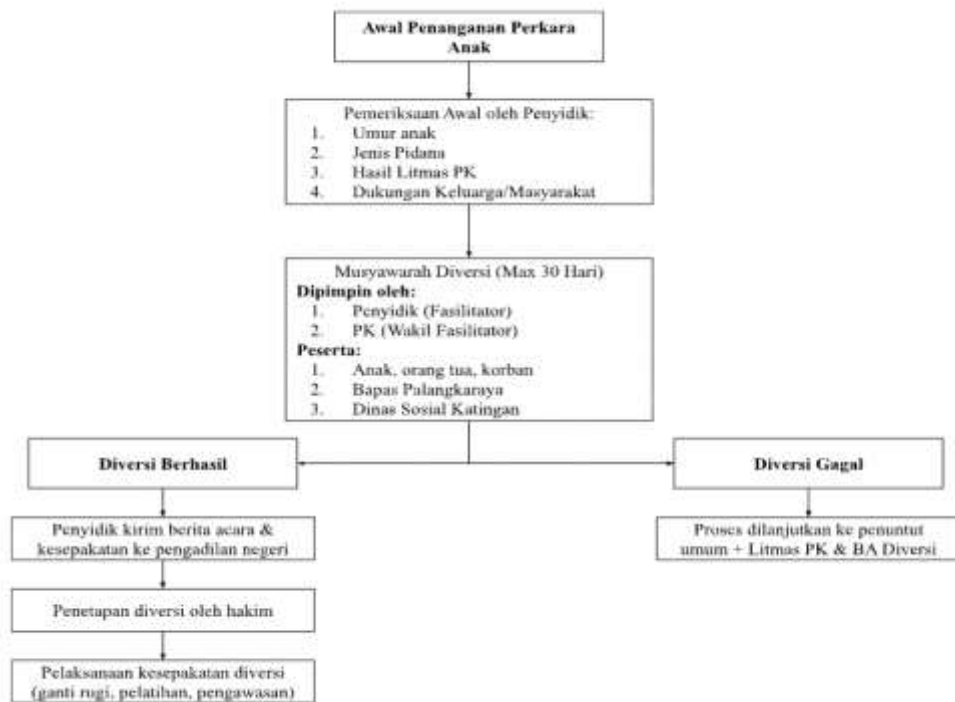 Awal Penanganan Perkara
Anak
Pemeriksaan Awal oleh Penyidik:
1. Umur anak
2. Jenis Pidana
3. Hasil Litmas PK
4. Dukungan Keluarga/Masyarakat
Musyawarah Diversi (Max 30 Hari)
Dipimpin oleh:
1. Penyidik (Fasilitator)
2. PK (Wakil Fasilitator)
Peserta:
1. Anak, orang tua, korban
2. Bapas Palangkaraya
3. Dinas Sosial Katingan
Diversi Berhasil
Penyidik kirim berita acara &
kesepakatan ke pengadilan negeri
Penetapan diversi oleh hakim
Pelaksanaan kesepakatan diversi
(ganti rugi, pelatihan, pengawasan)
Diversi Gagal
Proses dilanjutkan ke penuntut
umum + Litmas PK & BA Diversi